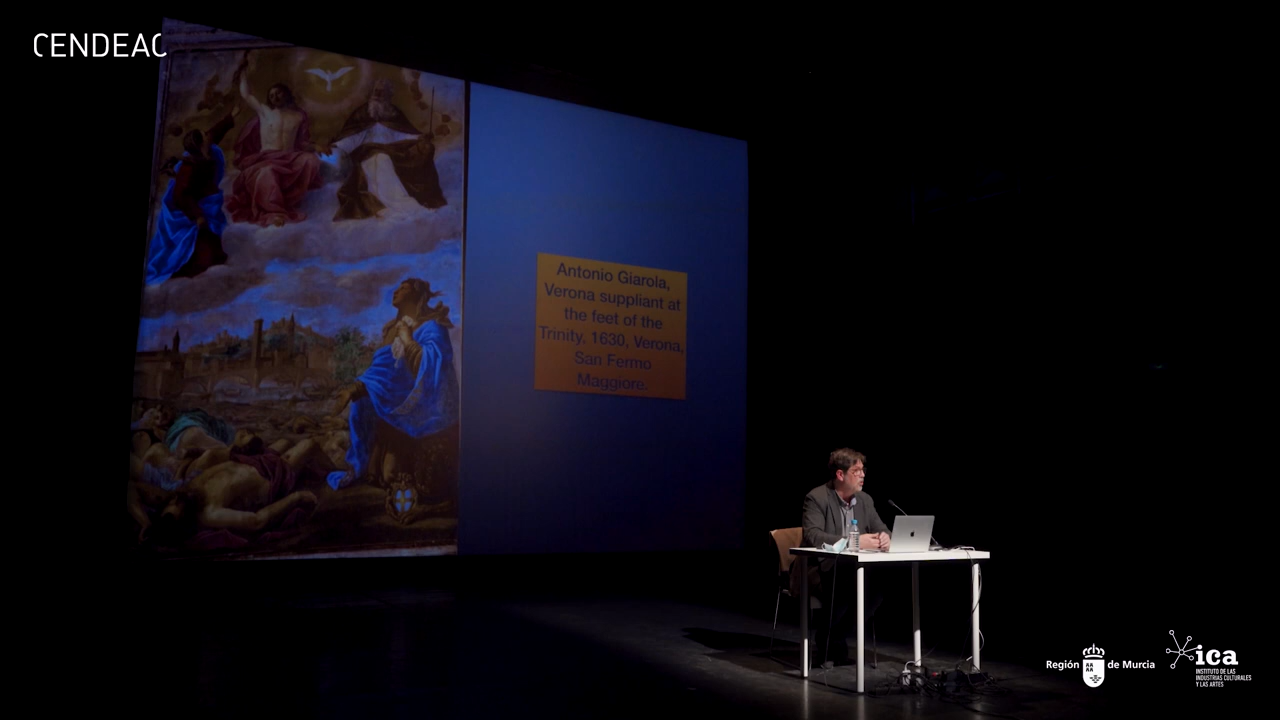 CENDEAC
Antonio Giarola,
Verona suppliant at
the feet of the
Trinity, 1630, Verona,
San Fermo
Maggiore.
Región de Murcia
ica
INSTITUTO DE LAS
INDUSTRIAS CULTURALES
Y LAS ARTES